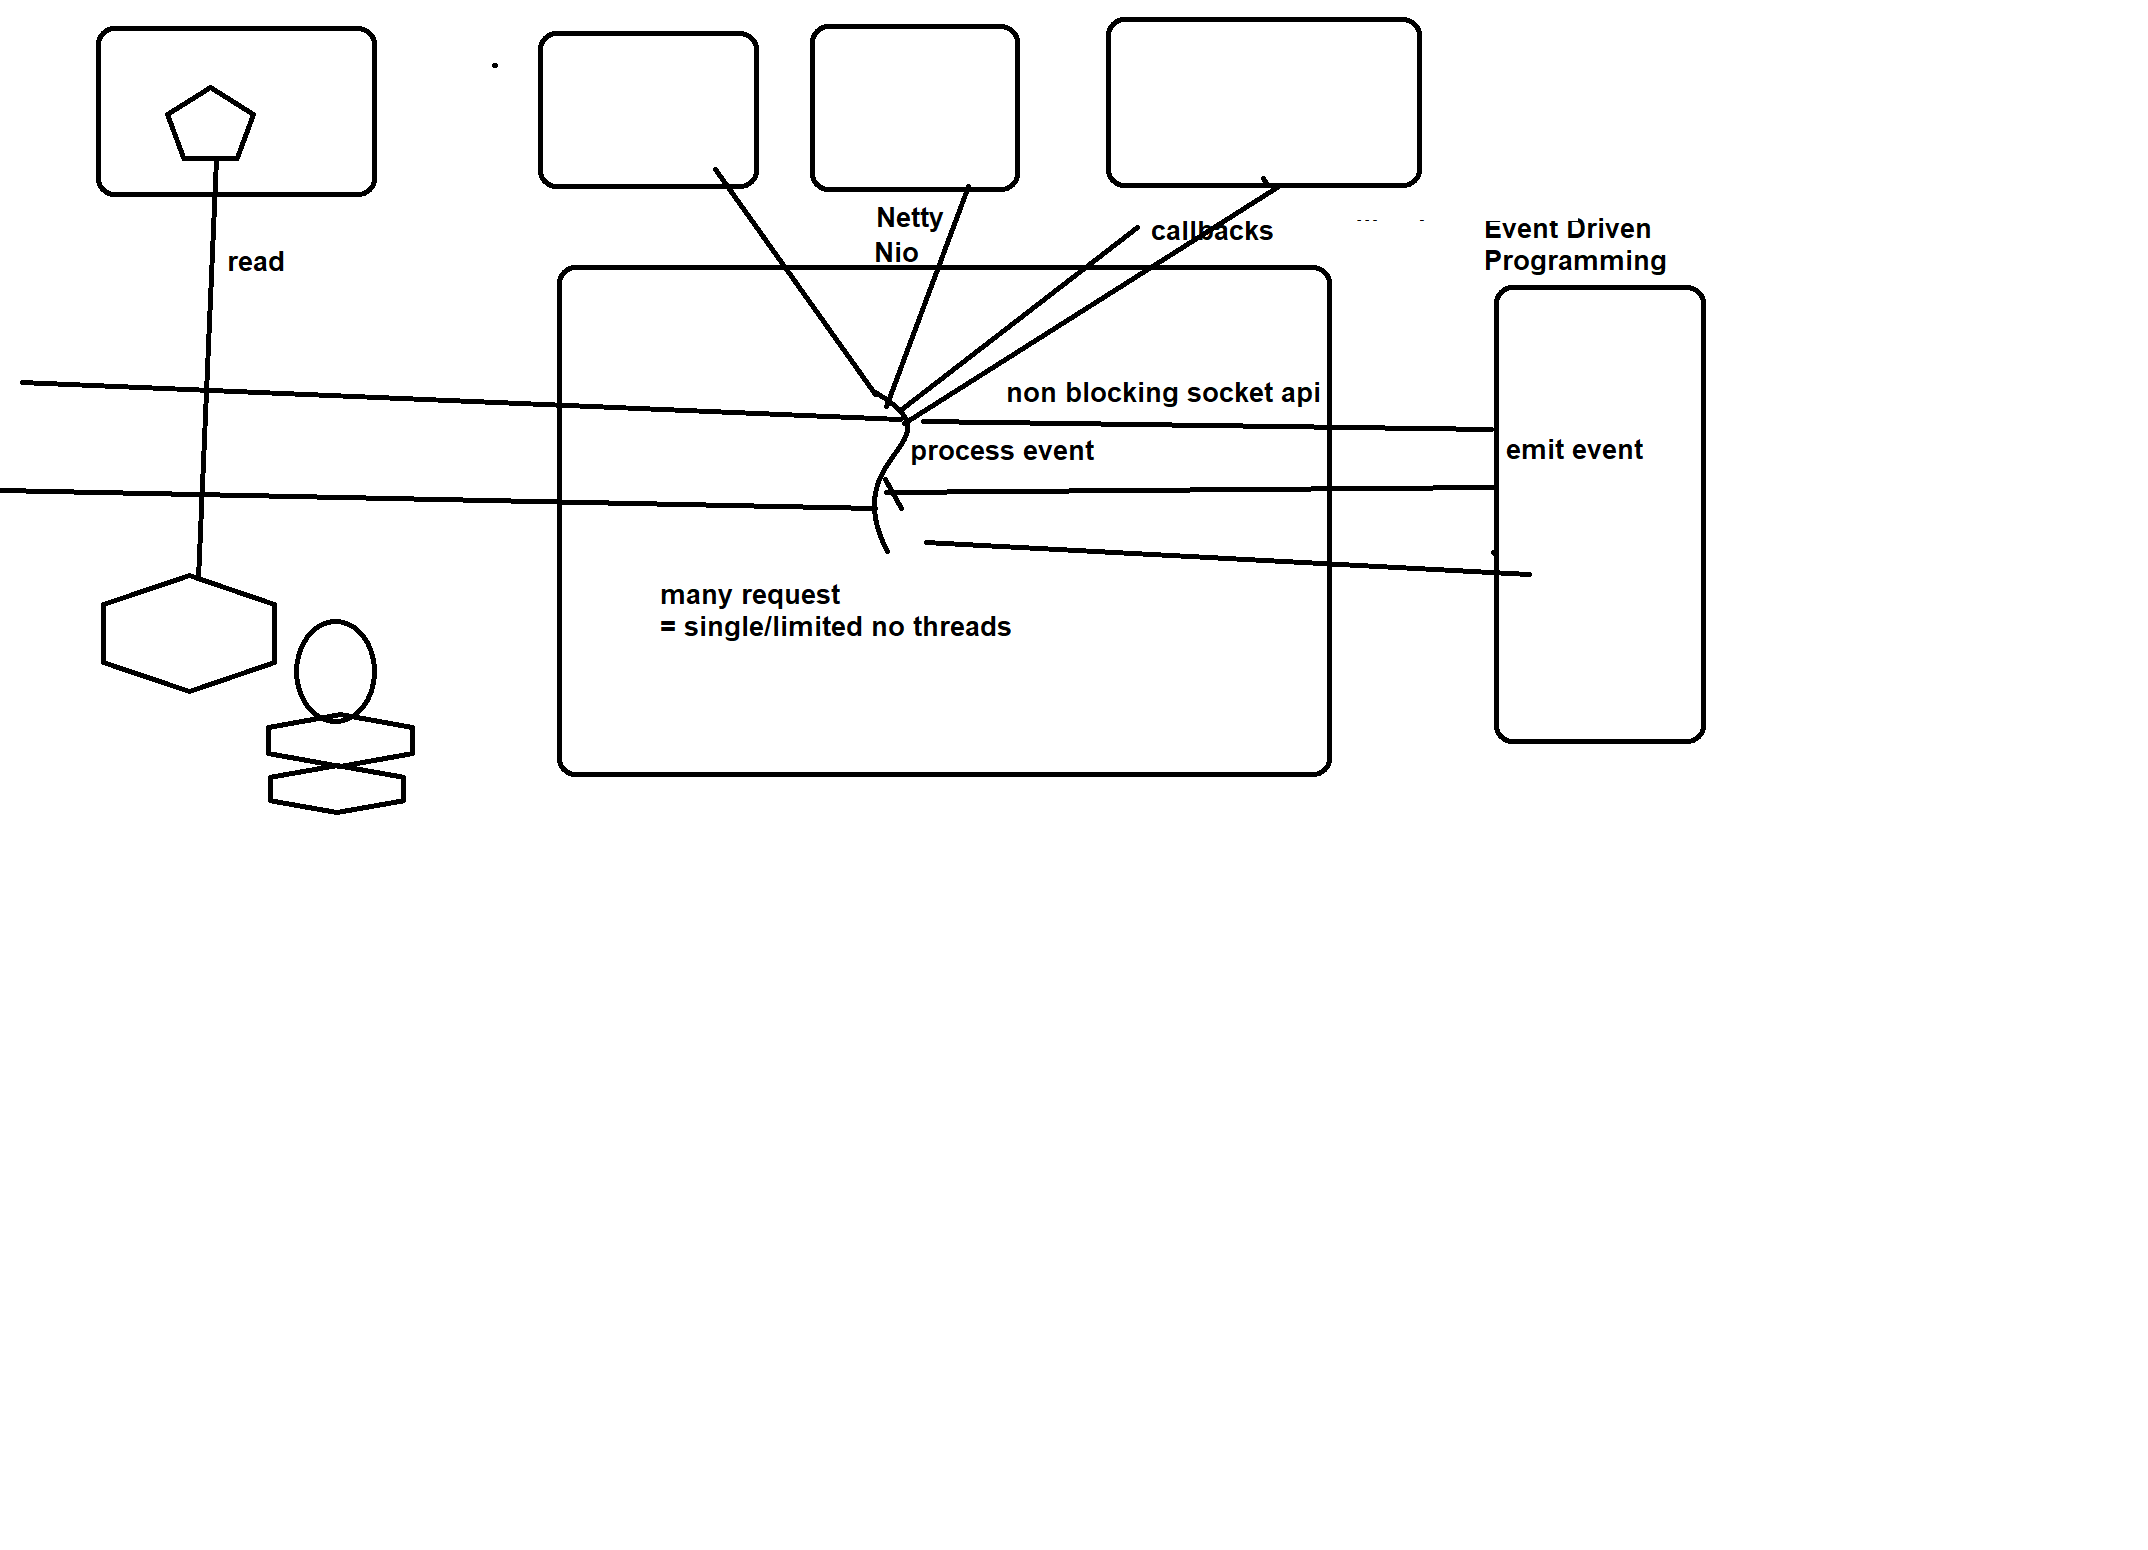 Netty
Nio
callbacks
Event Driven
Programming
read
non blocking socket api
process event
emit event
many request
= single/limited no threads